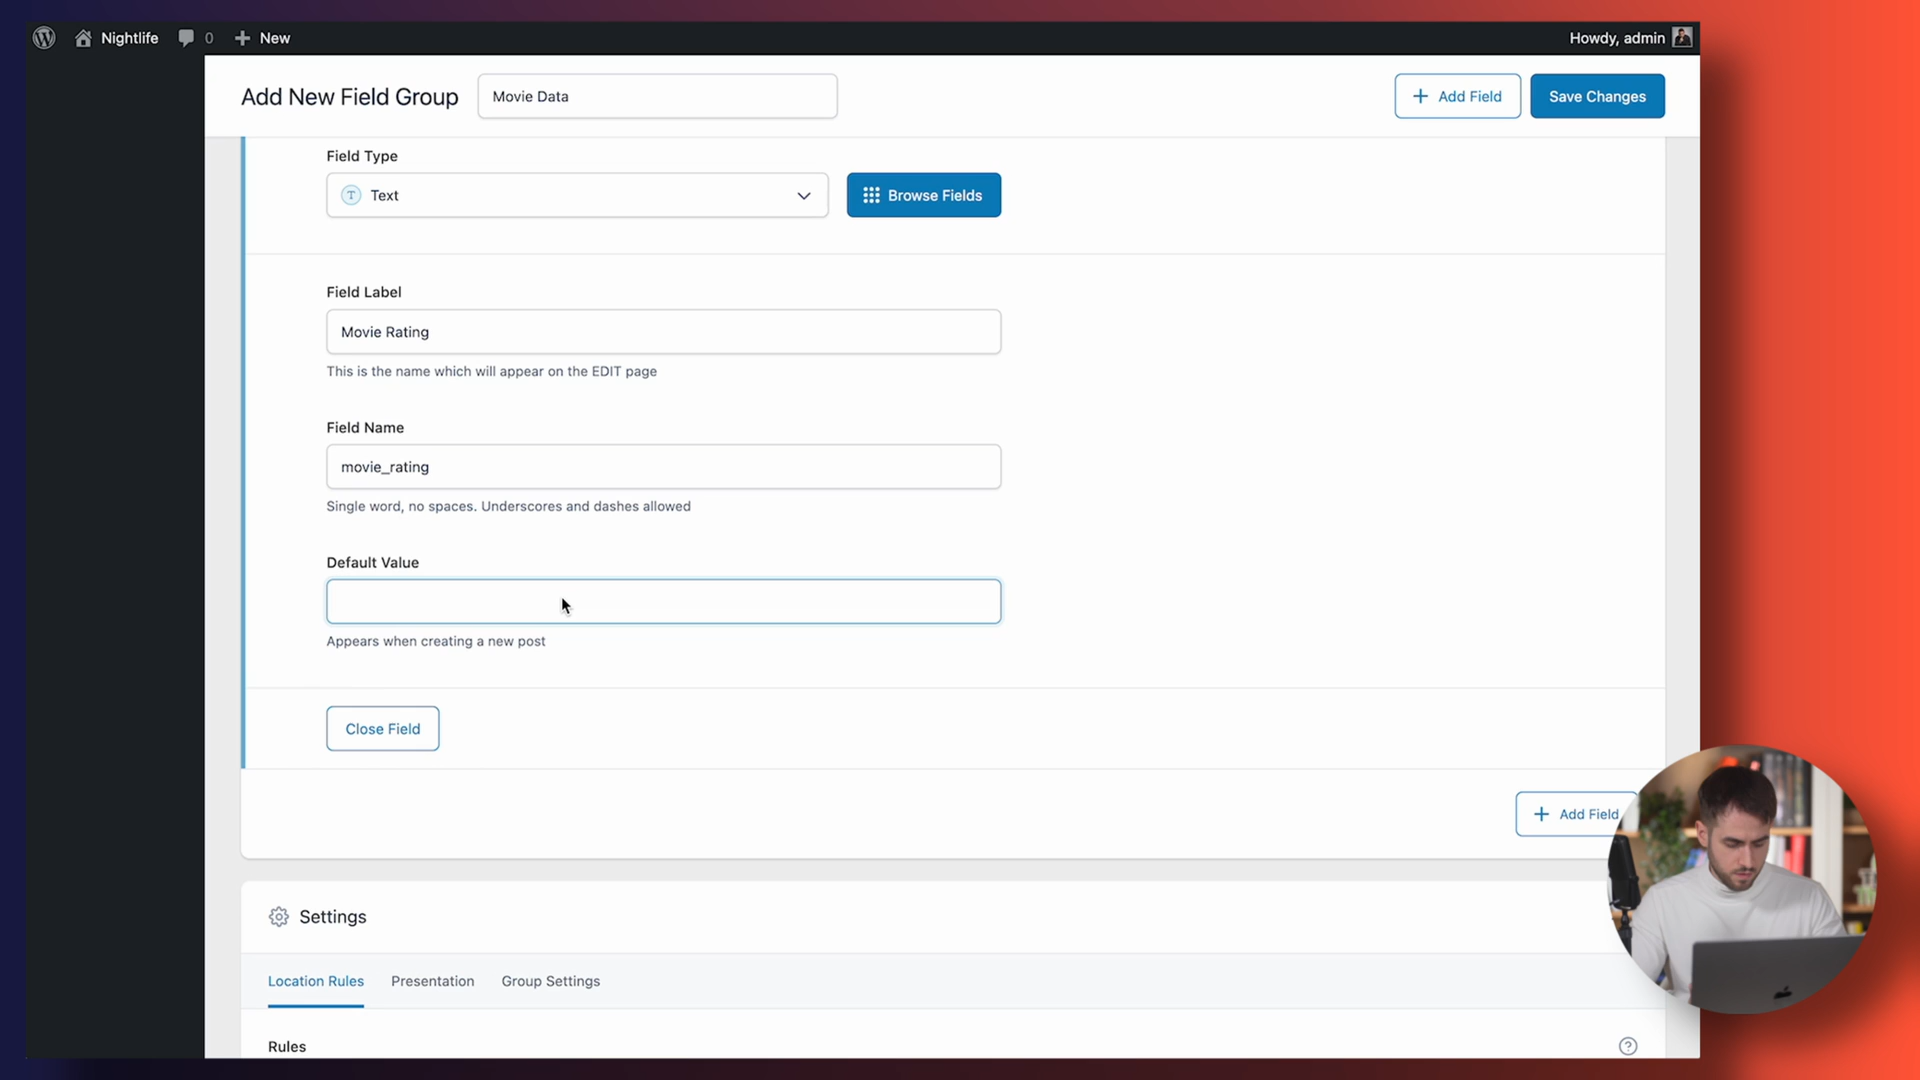 Nightlife
0
New
Howdy, admin
Add New Field Group
Movie Data
Add Field
Save Changes
Field Type
T
Text
Browse Fields
Field Label
Movie Rating
This is the name which will appear on the EDIT page
Field Name
movie_rating
Single word, no spaces. Underscores and dashes allowed
Default Value
Appears when creating a new post
Close Field
Add Field
Settings
Location Rules
Presentation
Group Settings
Rules
?